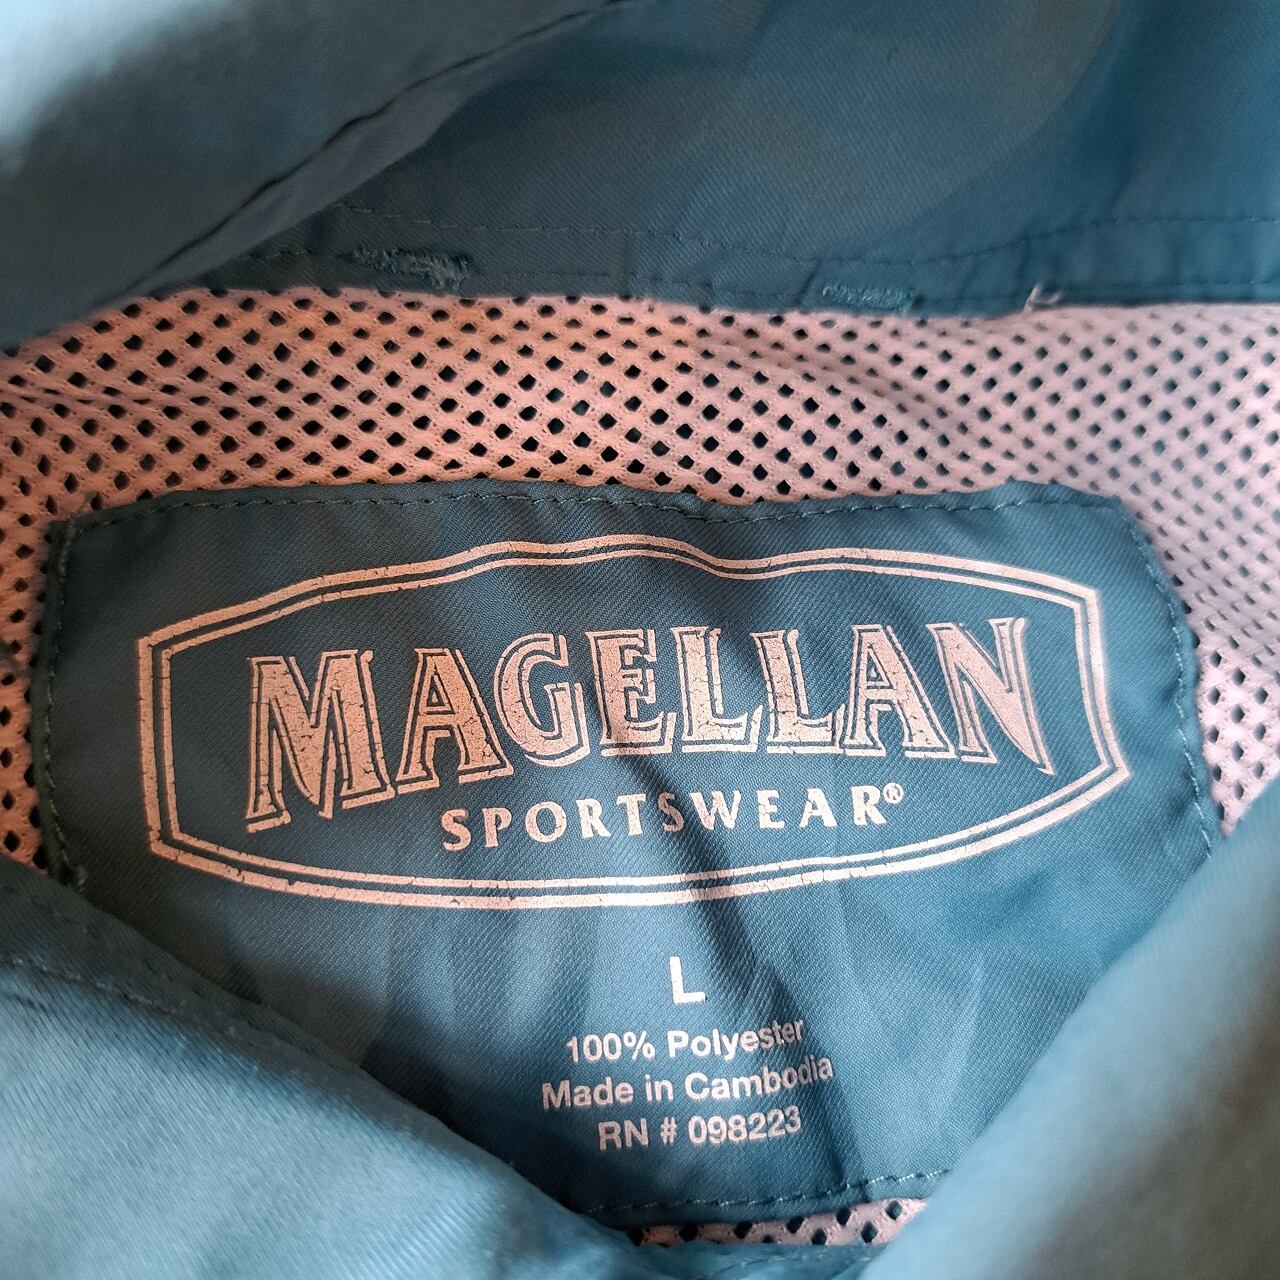 MAGELLAN
SPORTSWEAR®
L
100% Polyester
Made in Cambodia
RN # 098223